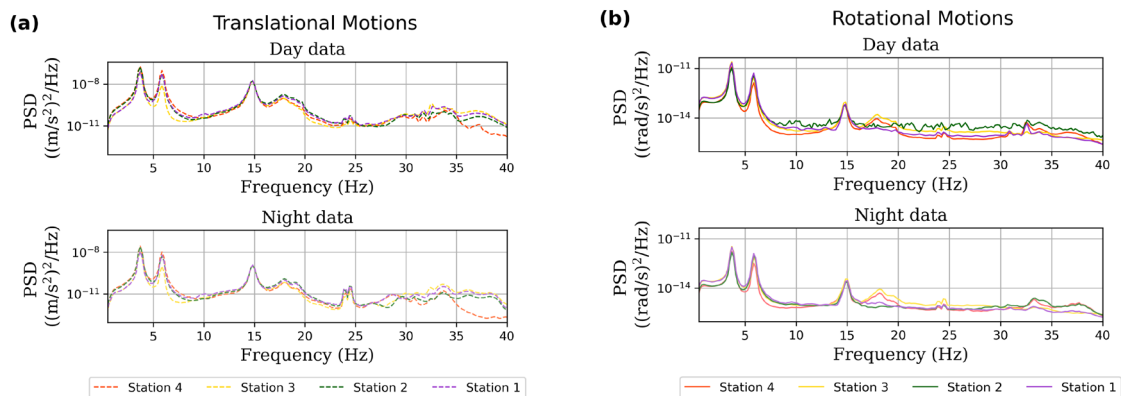 (a)
Translational Motions
Day data
PSD
((m/s²)²/Hz)
10⁻⁸
10⁻¹¹
5 10 15 20 25 30 35 40
Frequency (Hz)
Night data
PSD
((m/s²)²/Hz)
10⁻⁸
10⁻¹¹
5 10 15 20 25 30 35 40
Frequency (Hz)
Station 4 Station 3 Station 2 Station 1
(b)
Rotational Motions
Day data
PSD
((rad/s)²/Hz)
10⁻¹¹
10⁻¹⁴
5 10 15 20 25 30 35 40
Frequency (Hz)
Night data
PSD
((rad/s)²/Hz)
10⁻¹¹
10⁻¹⁴
5 10 15 20 25 30 35 40
Frequency (Hz)
Station 4 Station 3 Station 2 Station 1